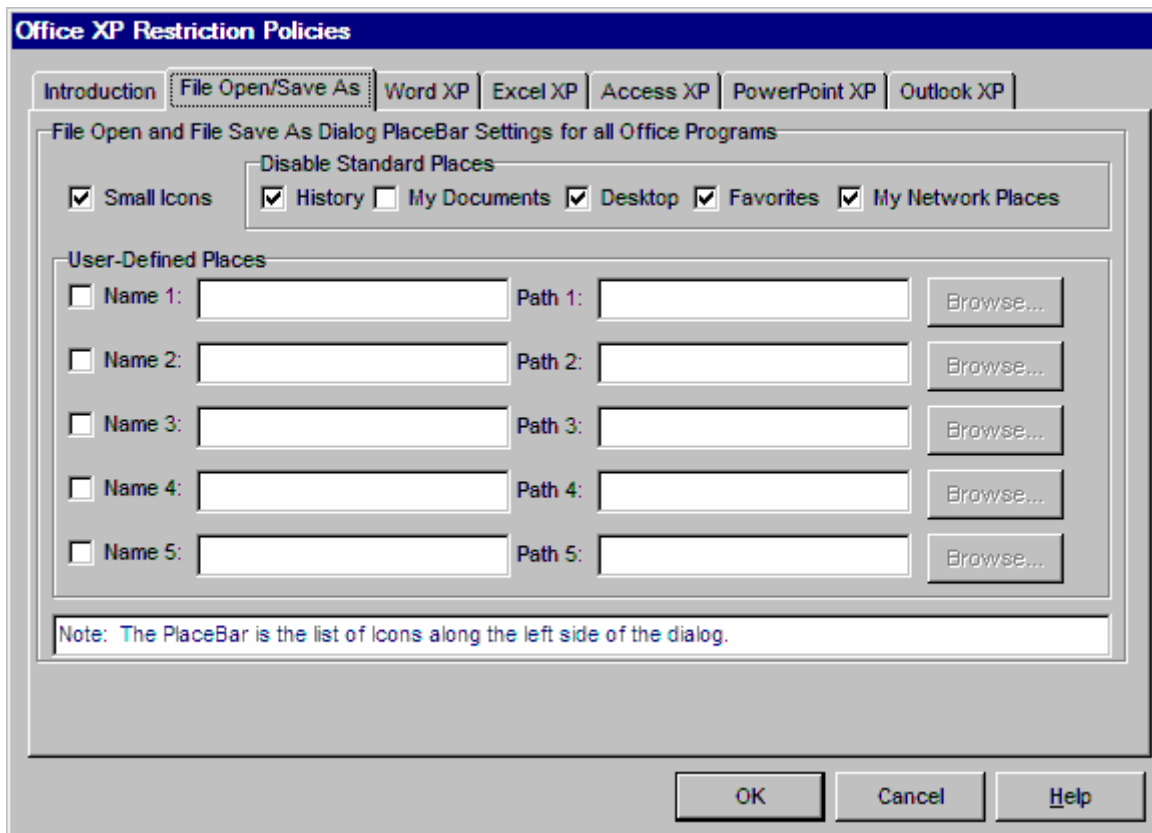 Office XP Restriction Policies
Introduction File Open/Save As Word XP Excel XP Access XP PowerPoint XP Outlook XP
File Open and File Save As Dialog PlaceBar Settings for all Office Programs
Disable Standard Places
Small Icons History My Documents Desktop Favorites My Network Places
User-Defined Places
Name 1: Path 1: Browse...
Name 2: Path 2: Browse...
Name 3: Path 3: Browse...
Name 4: Path 4: Browse...
Name 5: Path 5: Browse...
Note: The PlaceBar is the list of Icons along the left side of the dialog.
OK Cancel Help